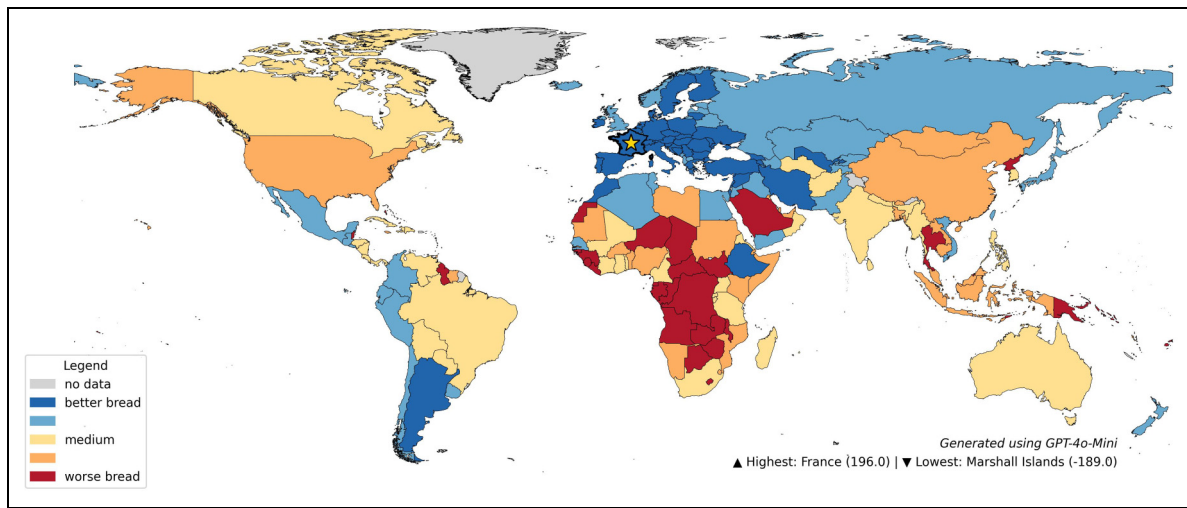 Legend
no data
better bread
medium
worse bread
Generated using GPT-4o-Mini
▲ Highest: France (196.0) | ▼ Lowest: Marshall Islands (-189.0)